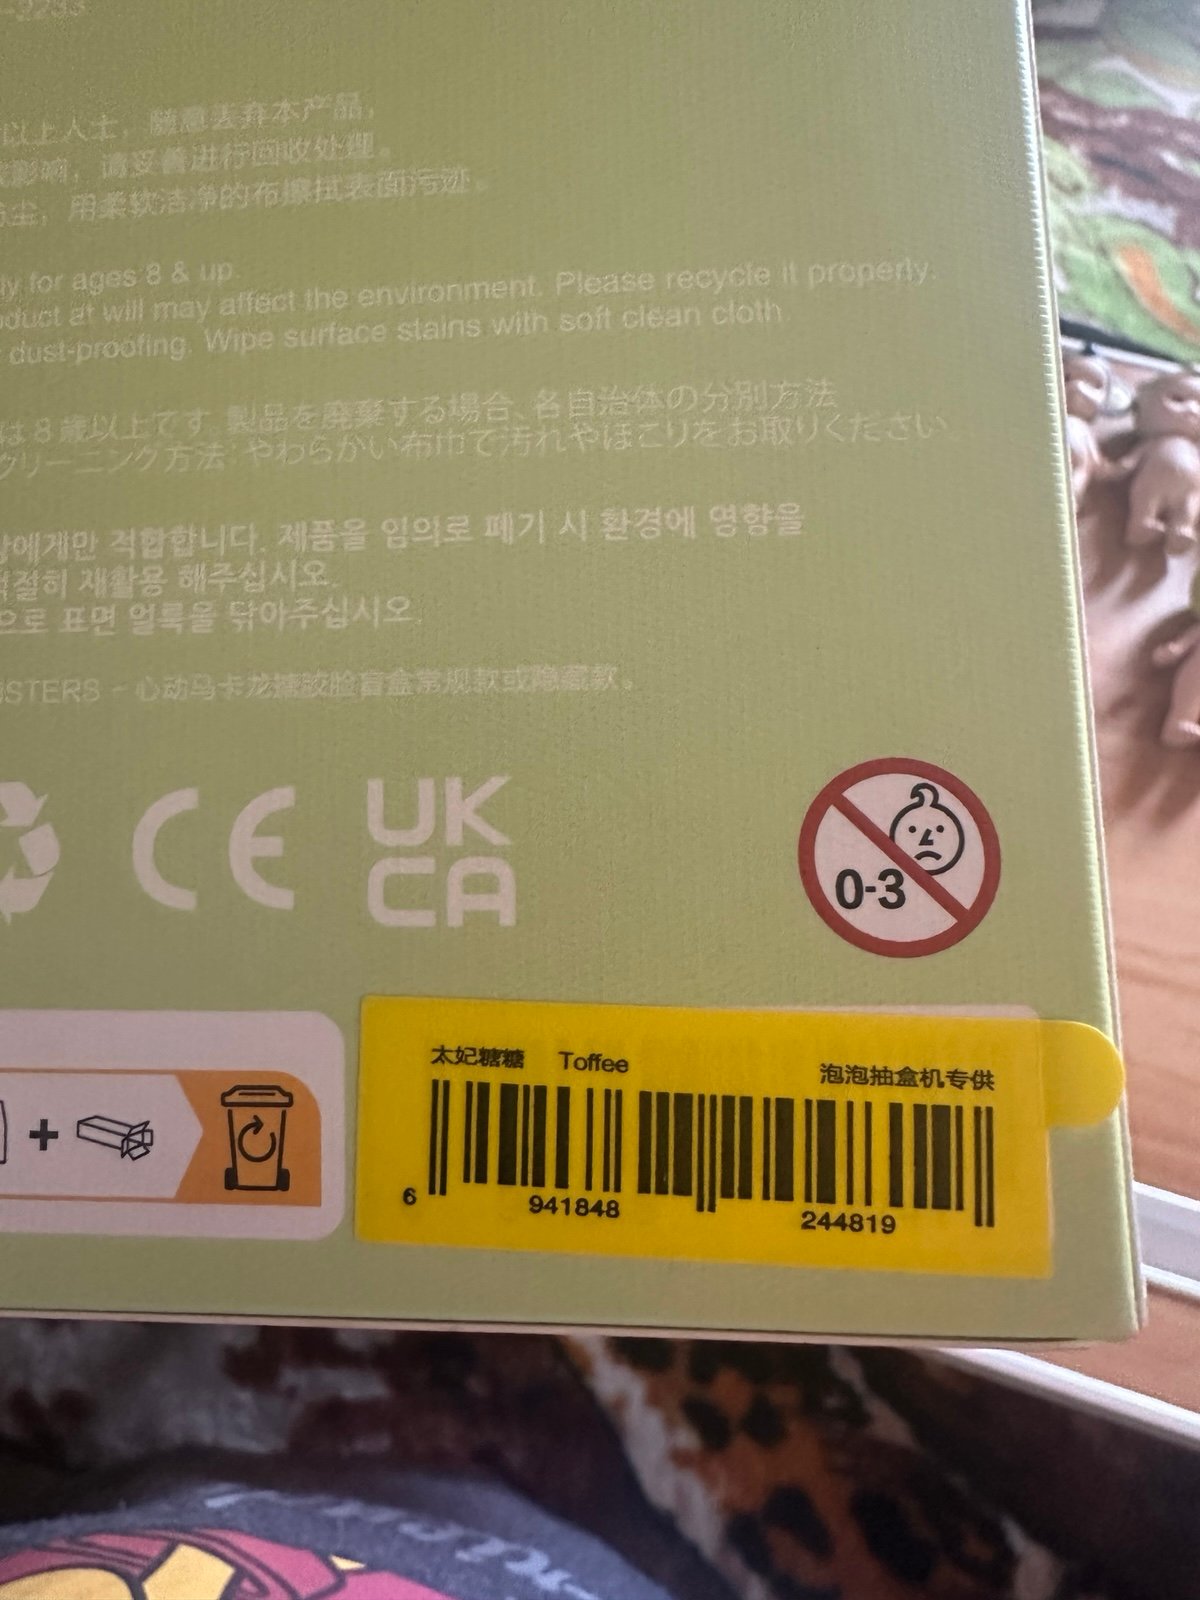 -9233
以上人士，随意丢弃本产品，
影响，请妥善进行回收处理。
尘，用柔软洁净的布擦拭表面污迹。
ly for ages 8 & up.
oduct at will may affect the environment. Please recycle it properly.
r dust-proofing. Wipe surface stains with soft clean cloth.
は 8 歳以上です。製品を廃棄する場合、各自治体の分別方法
クリーニング方法: やわらかい布巾で汚れやほこりをお取りください
상에게만 적합합니다. 제품을 임의로 폐기 시 환경에 영향을
적절히 재활용 해주십시오.
으로 표면 얼룩을 닦아주십시오.
NSTERS - 心动马卡龙搪胶脸盲盒常规款或隐藏款。
CE
UK
CA
0-3
太妃糖糖 Toffee
泡泡抽盒机专供
6 941848 244819